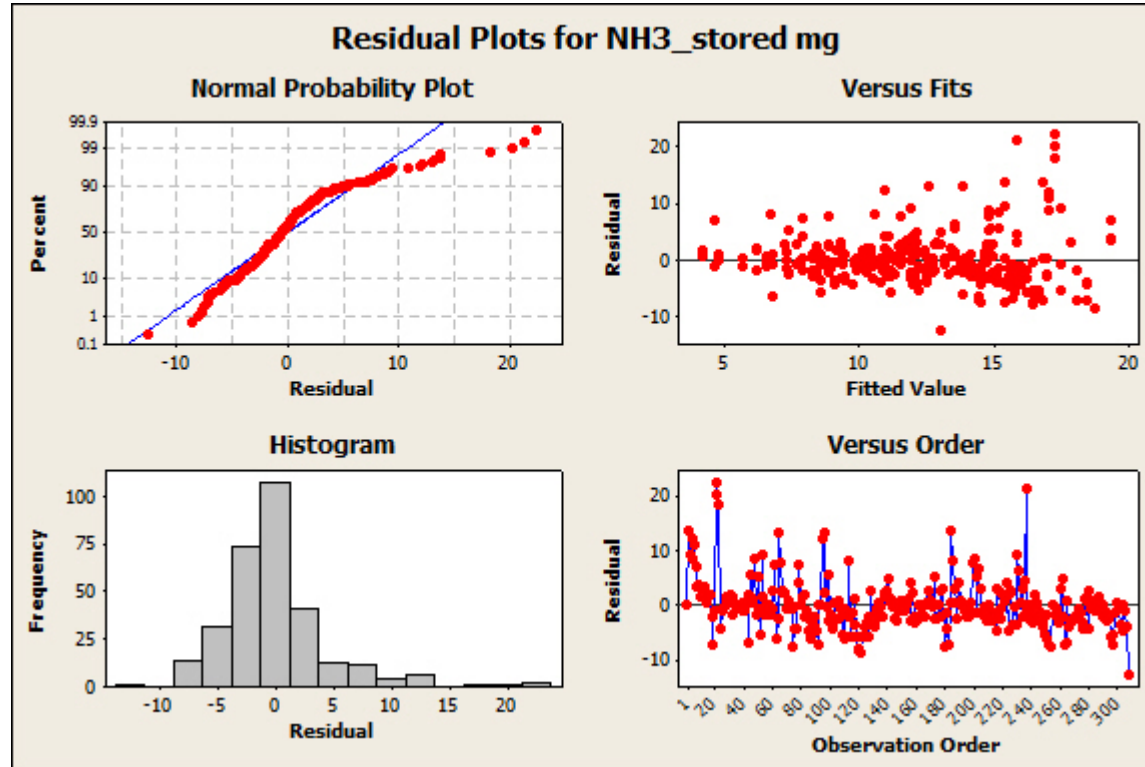 Residual Plots for NH3_stored mg
Normal Probability Plot
99.9
99
90
50
10
1
0.1
Percent
-10 0 10 20
Residual
Versus Fits
20
10
0
-10
Residual
5 10 15 20
Fitted Value
Histogram
100
75
50
25
0
Frequency
-10 -5 0 5 10 15 20
Residual
Versus Order
20
10
0
-10
Residual
1 20 40 60 80 100 120 140 160 180 200 220 240 260 280 300
Observation Order